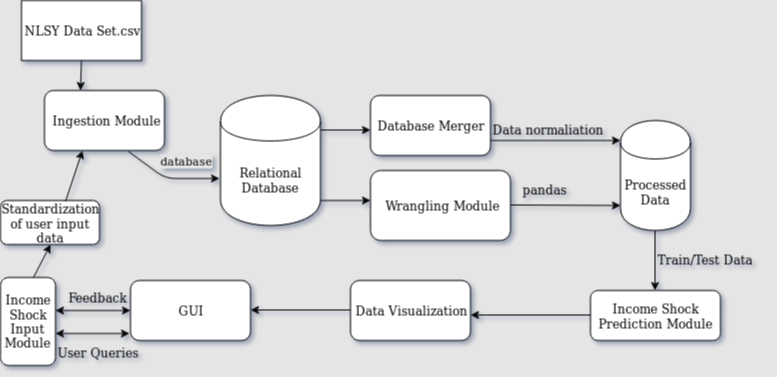 NLSY Data Set.csv
Ingestion Module
database
Relational
Database
Database Merger
Data normaliation
Wrangling Module
pandas
Processed
Data
Standardization
of user input
data
Train/Test Data
Income
Shock
Input
Module
Feedback
User Queries
GUI
Data Visualization
Income Shock
Prediction Module